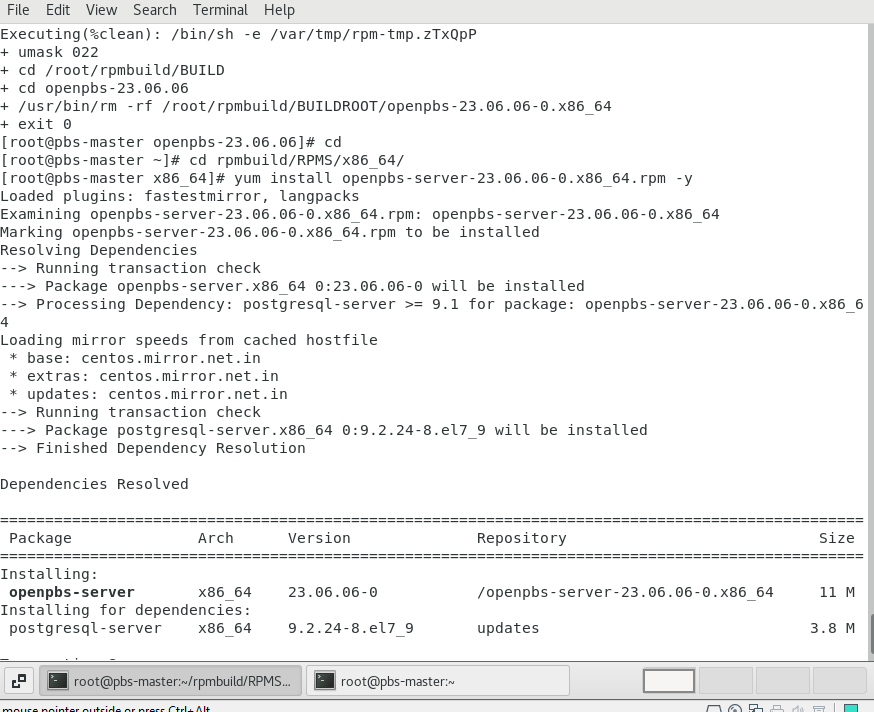 File Edit View Search Terminal Help
Executing(%clean): /bin/sh -e /var/tmp/rpm-tmp.zTxQpP
+ umask 022
+ cd /root/rpmbuild/BUILD
+ cd openpbs-23.06.06
+ /usr/bin/rm -rf /root/rpmbuild/BUILDROOT/openpbs-23.06.06-0.x86_64
+ exit 0
[root@pbs-master openpbs-23.06.06]# cd
[root@pbs-master ~]# cd rpmbuild/RPMS/x86_64/
[root@pbs-master x86_64]# yum install openpbs-server-23.06.06-0.x86_64.rpm -y
Loaded plugins: fastestmirror, langpacks
Examining openpbs-server-23.06.06-0.x86_64.rpm: openpbs-server-23.06.06-0.x86_64
Marking openpbs-server-23.06.06-0.x86_64.rpm to be installed
Resolving Dependencies
--> Running transaction check
---> Package openpbs-server.x86_64 0:23.06.06-0 will be installed
--> Processing Dependency: postgresql-server >= 9.1 for package: openpbs-server-23.06.06-0.x86_6
4
Loading mirror speeds from cached hostfile
 * base: centos.mirror.net.in
 * extras: centos.mirror.net.in
 * updates: centos.mirror.net.in
--> Running transaction check
---> Package postgresql-server.x86_64 0:9.2.24-8.el7_9 will be installed
--> Finished Dependency Resolution
Dependencies Resolved
================================================================================================
 Package              Arch      Version              Repository                            Size
================================================================================================
Installing:
 openpbs-server       x86_64    23.06.06-0           /openpbs-server-23.06.06-0.x86_64     11 M
Installing for dependencies:
 postgresql-server    x86_64    9.2.24-8.el7_9       updates                              3.8 M
root@pbs-master:~/rpmbuild/RPMS... root@pbs-master:~
mouse pointer outside or press Ctrl+Alt.